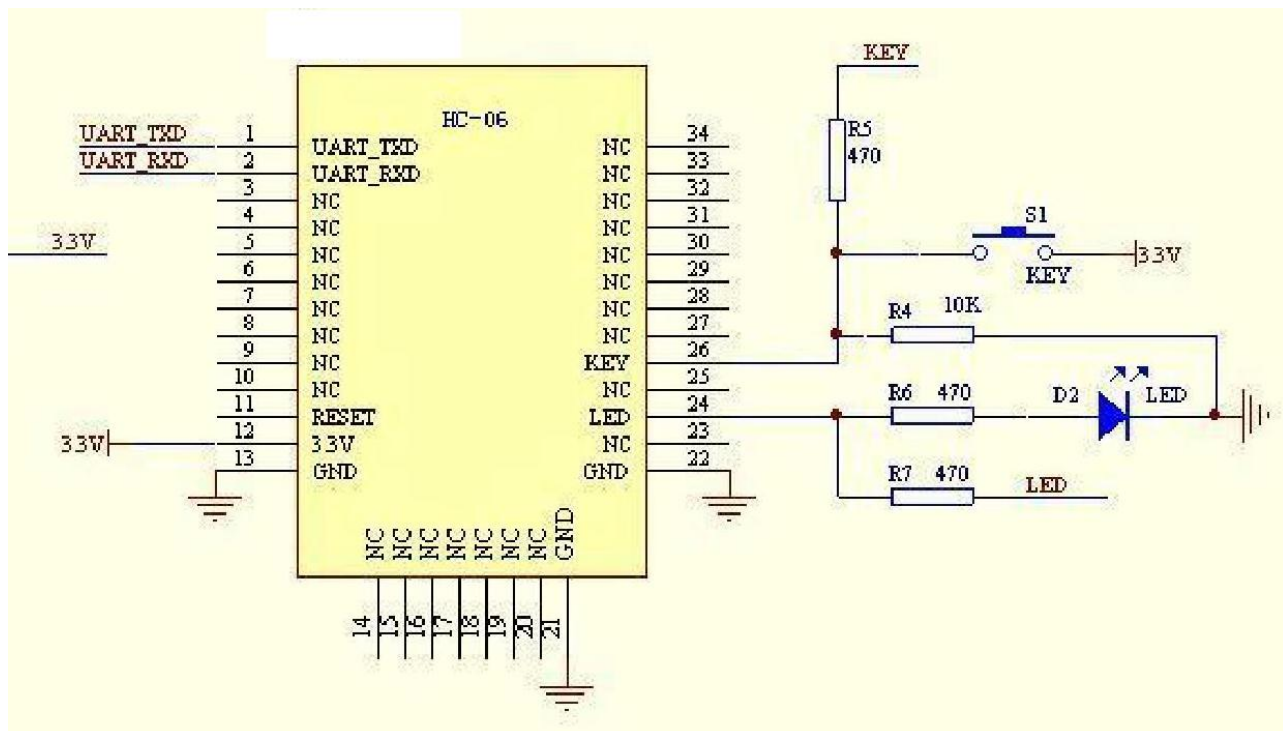 KEY
HC-06
UART_TXD 1 UART_TXD NC 34
UART_RXD 2 UART_RXD NC 33
3 NC NC 32
4 NC NC 31
33V 5 NC NC 30
6 NC NC 29
7 NC NC 28
8 NC NC 27
9 NC KEY 26
10 NC NC 25
11 RESET LED 24
33V 12 33V NC 23
13 GND GND 22
NC NC NC NC NC NC NC GND
14 15 16 17 18 19 20 21
R5
470
S1
KEY
33V
R4 10K
R6 470 D2 LED
R7 470 LED